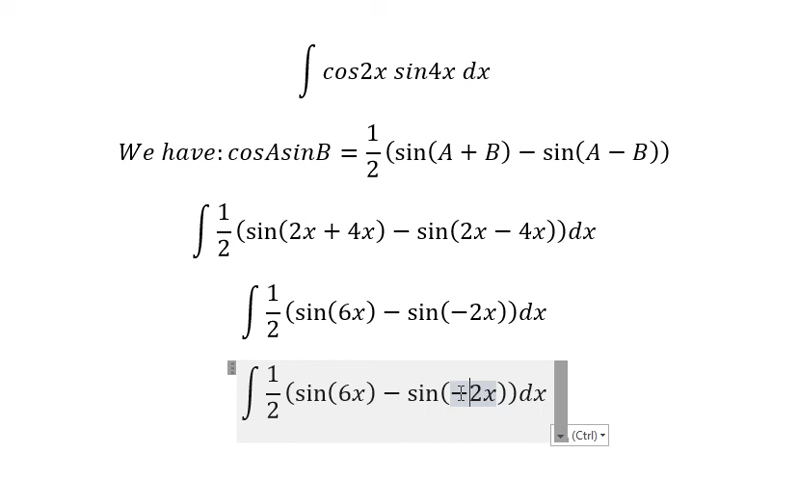 ∫ cos2x sin4x dx
We have: cosAsinB = 1/2 (sin(A + B) − sin(A − B))
∫ 1/2 (sin(2x + 4x) − sin(2x − 4x))dx
∫ 1/2 (sin(6x) − sin(−2x))dx
∫ 1/2 (sin(6x) − sin(−2x))dx
(Ctrl)